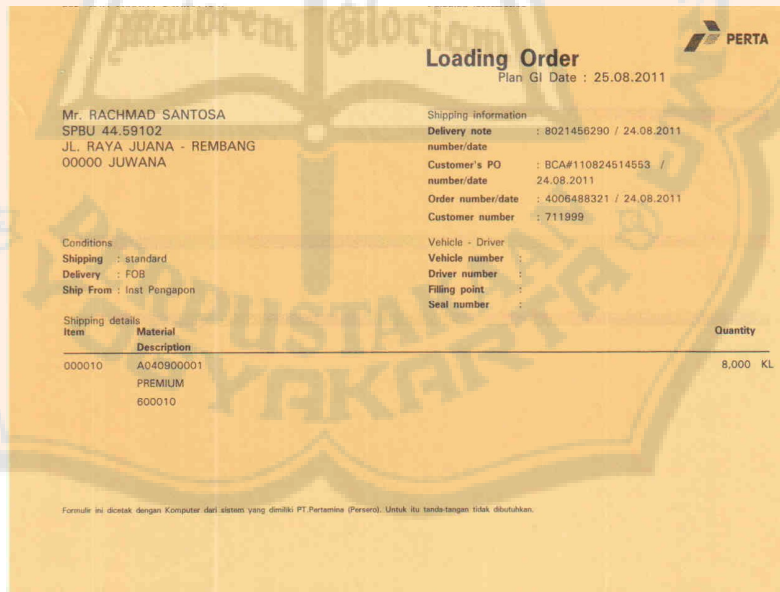 Maiorem Gloriam
PERTA
Loading Order
Plan GI Date : 25.08.2011
Mr. RACHMAD SANTOSA
SPBU 44.59102
JL. RAYA JUANA - REMBANG
00000 JUWANA
Shipping information
Delivery note : 8021456290 / 24.08.2011
number/date
Customer's PO : BCA#110824514553 /
number/date 24.08.2011
Order number/date : 4006488321 / 24.08.2011
Customer number : 711999
Conditions
Shipping : standard
Delivery : FOB
Ship From : Inst Pengapon
Vehicle - Driver
Vehicle number :
Driver number :
Filling point :
Seal number :
Shipping details
Item Material Quantity
Description
000010 A040900001 8,000 KL
PREMIUM
600010
Formulir ini dicetak dengan Komputer dari sistem yang dimiliki PT.Pertamina (Persero). Untuk itu tanda-tangan tidak dibutuhkan.